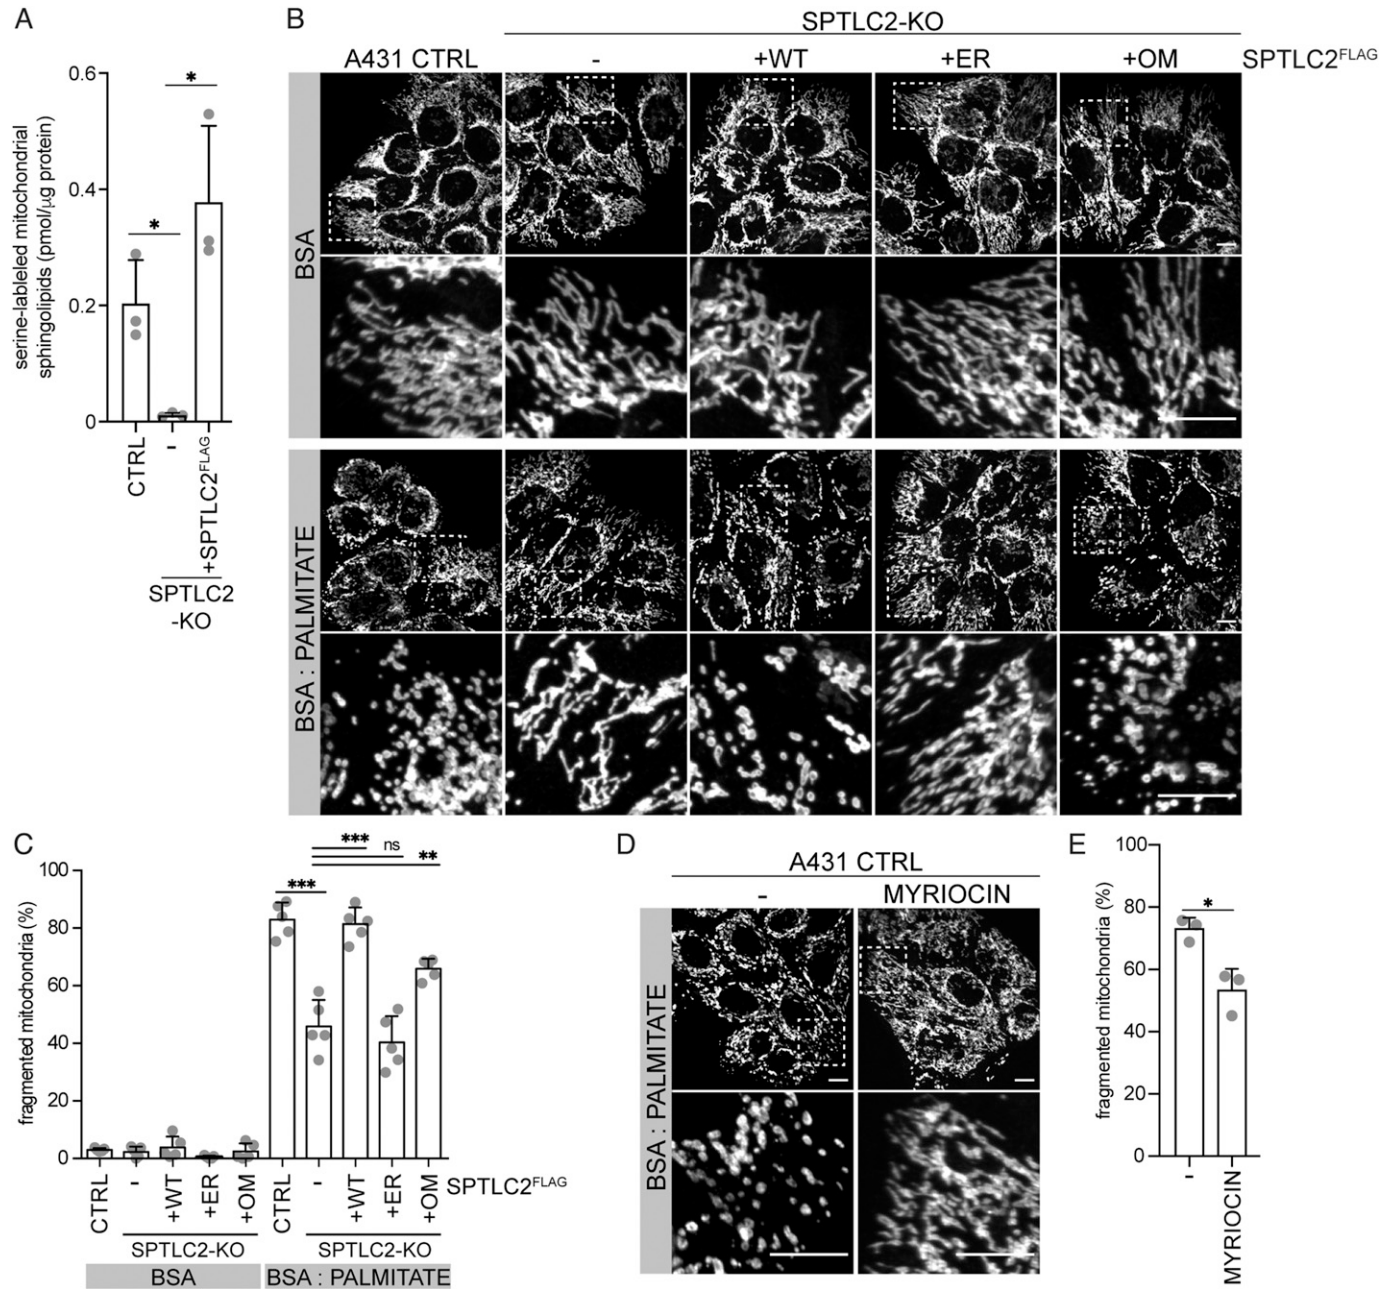 A
serine-lableled mitochondrial
sphingolipids (pmol/μg protein)
0.6
0.4
0.2
0
*
*
CTRL
-
+SPTLC2FLAG
SPTLC2
-KO
B
SPTLC2-KO
A431 CTRL - +WT +ER +OM SPTLC2FLAG
BSA
BSA : PALMITATE
C
fragmented mitochondria (%)
100
80
60
40
20
0
***
***
ns
**
CTRL - +WT +ER +OM CTRL - +WT +ER +OM SPTLC2FLAG
SPTLC2-KO SPTLC2-KO
BSA BSA : PALMITATE
D
A431 CTRL
- MYRIOCIN
BSA : PALMITATE
E
fragmented mitochondria (%)
100
80
60
40
20
0
*
-
MYRIOCIN